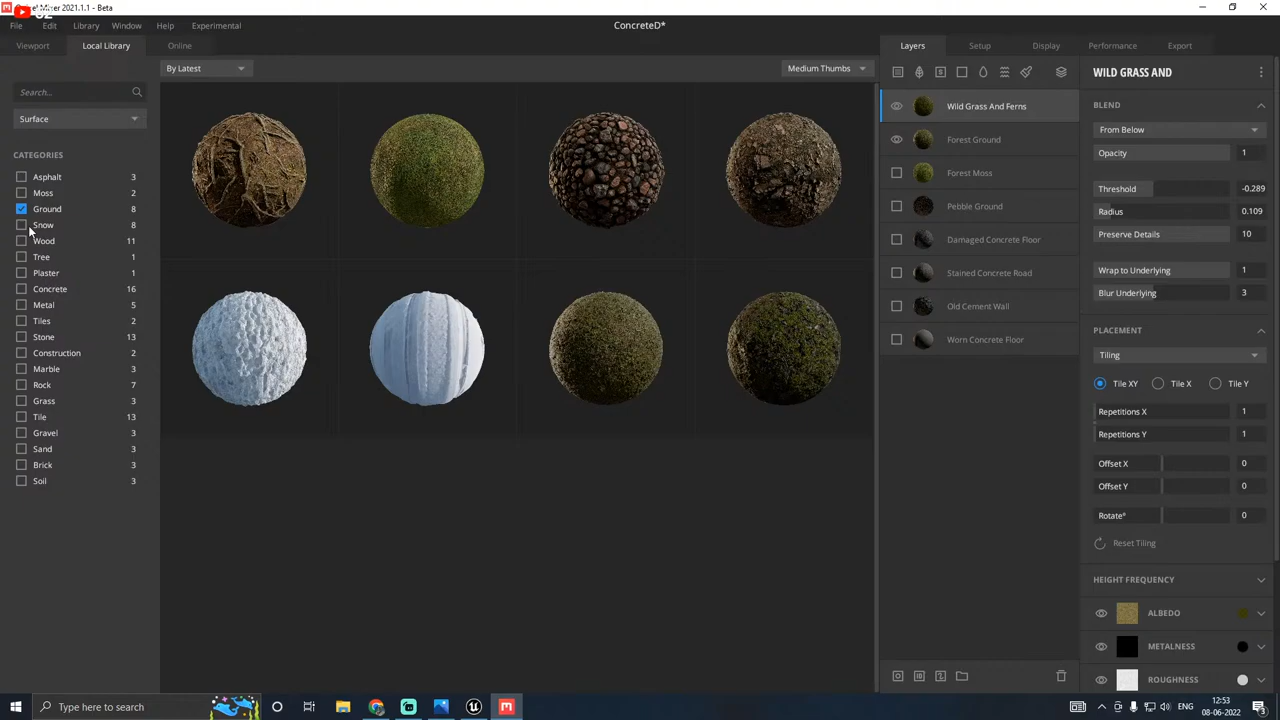 el Mixer 2021.1.1 - Beta
File Edit Library Window Help Experimental
ConcreteD*
Viewport Local Library Online
Layers Setup Display Performance Export
By Latest
Medium Thumbs
Search...
Surface
CATEGORIES
Asphalt 3
Moss 2
Ground 8
Snow 8
Wood 11
Tree 1
Plaster 1
Concrete 16
Metal 5
Tiles 2
Stone 13
Construction 2
Marble 3
Rock 7
Grass 3
Tile 13
Gravel 3
Sand 3
Brick 3
Soil 3
Wild Grass And Ferns
Forest Ground
Forest Moss
Pebble Ground
Damaged Concrete Floor
Stained Concrete Road
Old Cement Wall
Worn Concrete Floor
WILD GRASS AND
BLEND
From Below
Opacity 1
Threshold -0.289
Radius 0.109
Preserve Details 10
Wrap to Underlying 1
Blur Underlying 3
PLACEMENT
Tiling
Tile XY Tile X Tile Y
Repetitions X 1
Repetitions Y 1
Offset X 0
Offset Y 0
Rotate* 0
Reset Tiling
HEIGHT FREQUENCY
ALBEDO
METALNESS
ROUGHNESS
Type here to search
ENG
12:53
08-06-2022
3